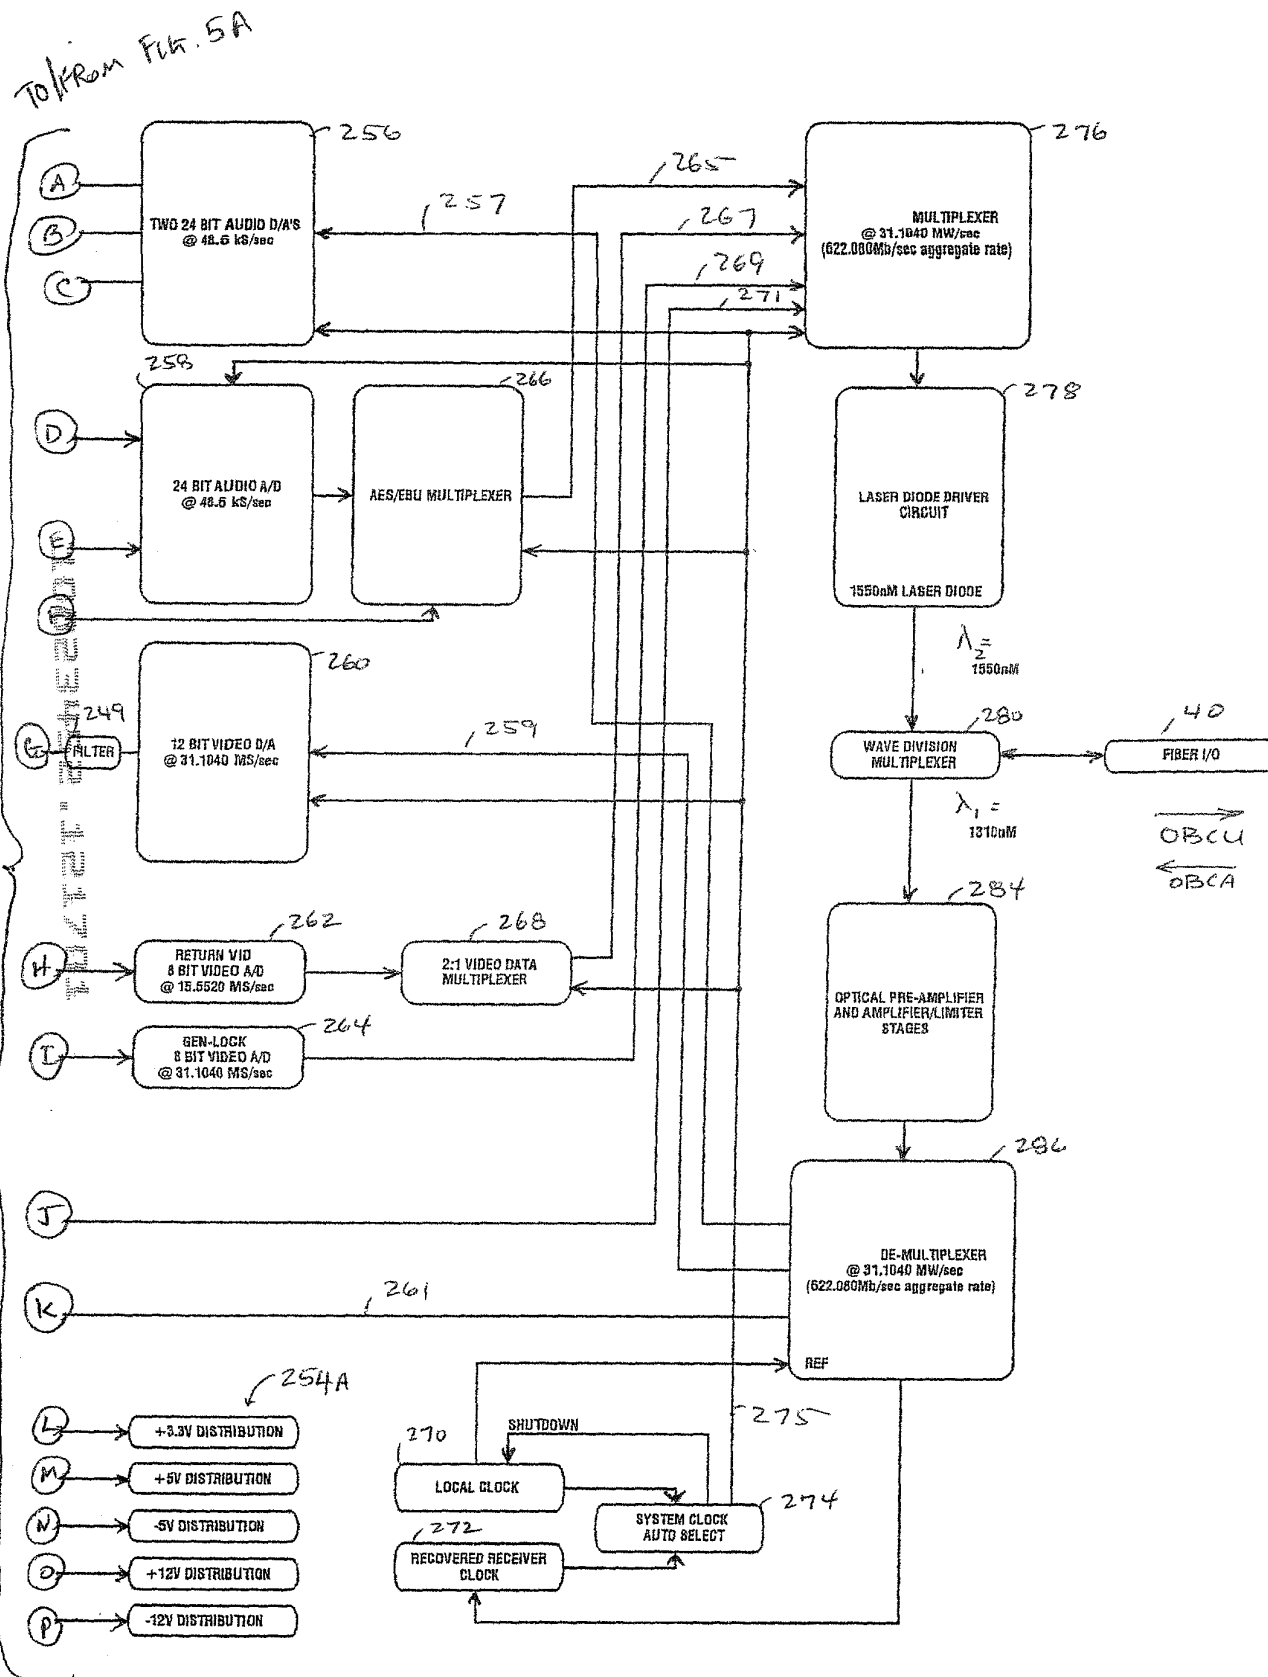 TO/FROM FIG. 5A
256
276
A
265
257
B
TWO 24 BIT AUDIO D/A'S
@ 48.6 kS/sec
267
MULTIPLEXER
@ 31.1040 MW/sec
(622.080Mb/sec aggregate rate)
C
269
271
258
266
278
D
24 BIT AUDIO A/D
@ 48.6 kS/sec
AES/EBU MULTIPLEXER
LASER DIODE DRIVER
CIRCUIT
E
1550nM LASER DIODE
260
λ2=
1550nM
249
G
FILTER
12 BIT VIDEO D/A
@ 31.1040 MS/sec
259
280
40
WAVE DIVISION
MULTIPLEXER
FIBER I/O
λ1 =
1310nM
OBCU
OBCA
284
262
268
H
RETURN VID
8 BIT VIDEO A/D
@ 15.5520 MS/sec
2:1 VIDEO DATA
MULTIPLEXER
OPTICAL PRE-AMPLIFIER
AND AMPLIFIER/LIMITER
STAGES
264
I
GEN-LOCK
8 BIT VIDEO A/D
@ 31.1040 MS/sec
286
J
DE-MULTIPLEXER
@ 31.1040 MW/sec
(622.080Mb/sec aggregate rate)
K
261
REF
254A
275
L
+3.3V DISTRIBUTION
270
SHUTDOWN
M
+5V DISTRIBUTION
LOCAL CLOCK
274
N
-5V DISTRIBUTION
272
SYSTEM CLOCK
AUTO SELECT
O
+12V DISTRIBUTION
RECOVERED RECEIVER
CLOCK
P
-12V DISTRIBUTION